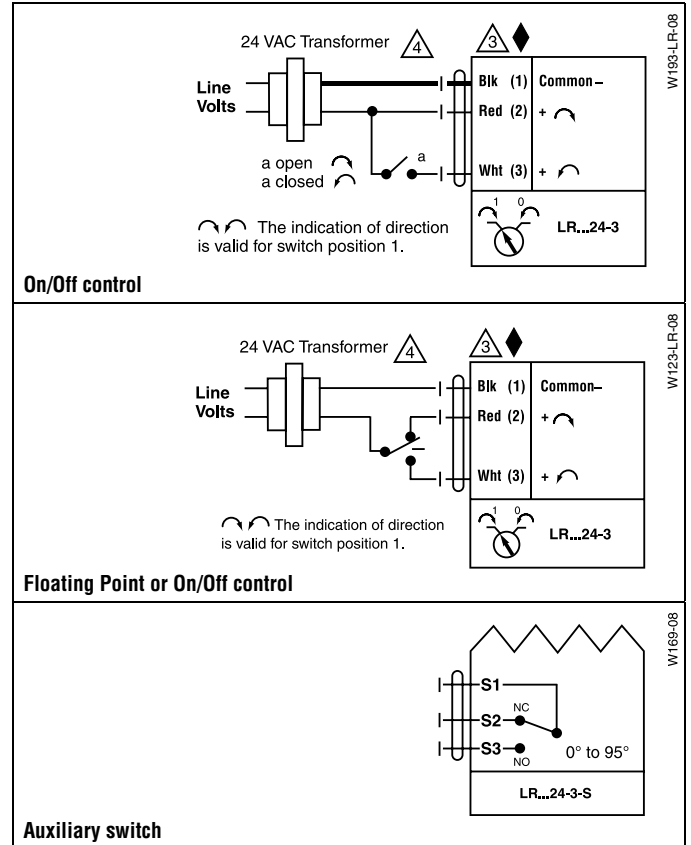 24 VAC Transformer
4
3
W193-LR-08
Line
Volts
Blk (1) Common –
Red (2) +
a
a open
a closed
Wht (3) +
1 0
LR...24-3
The indication of direction
is valid for switch position 1.
On/Off control
24 VAC Transformer
4
3
W123-LR-08
Line
Volts
Blk (1) Common–
Red (2) +
Wht (3) +
1 0
LR...24-3
The indication of direction
is valid for switch position 1.
Floating Point or On/Off control
W169-08
S1
S2
NC
S3
NO
0° to 95°
LR...24-3-S
Auxiliary switch